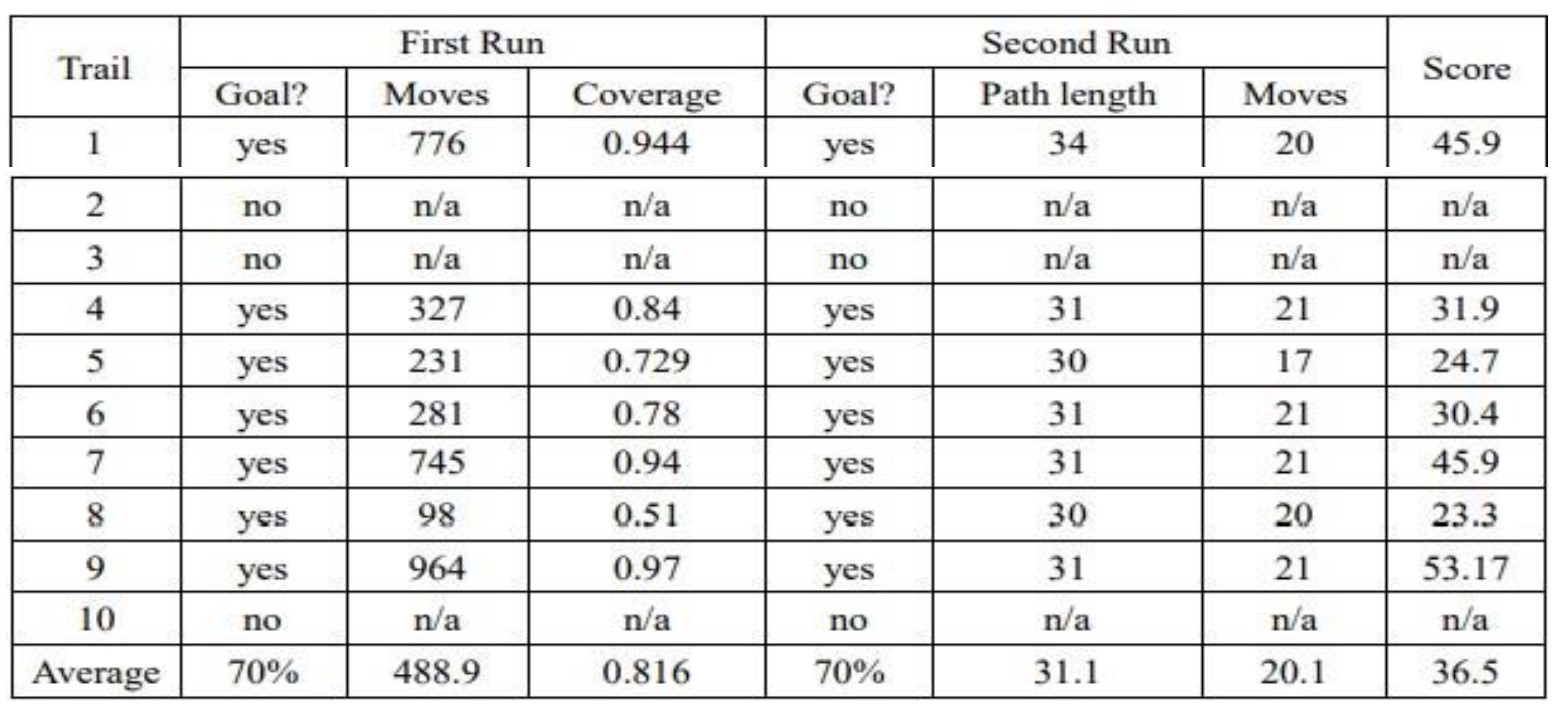 Trail First Run Second Run Score
Goal? Moves Coverage Goal? Path length Moves
1 yes 776 0.944 yes 34 20 45.9
2 no n/a n/a no n/a n/a n/a
3 no n/a n/a no n/a n/a n/a
4 yes 327 0.84 yes 31 21 31.9
5 yes 231 0.729 yes 30 17 24.7
6 yes 281 0.78 yes 31 21 30.4
7 yes 745 0.94 yes 31 21 45.9
8 yes 98 0.51 yes 30 20 23.3
9 yes 964 0.97 yes 31 21 53.17
10 no n/a n/a no n/a n/a n/a
Average 70% 488.9 0.816 70% 31.1 20.1 36.5